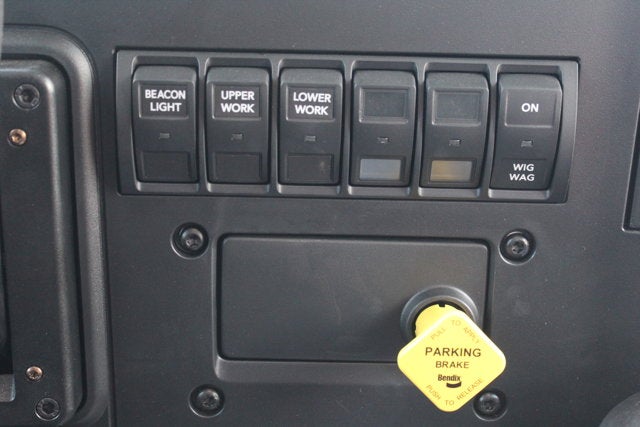 BEACON
LIGHT
UPPER
WORK
LOWER
WORK
ON
WIG
WAG
PULL TO APPLY
PARKING
BRAKE
Bendix
PUSH TO RELEASE